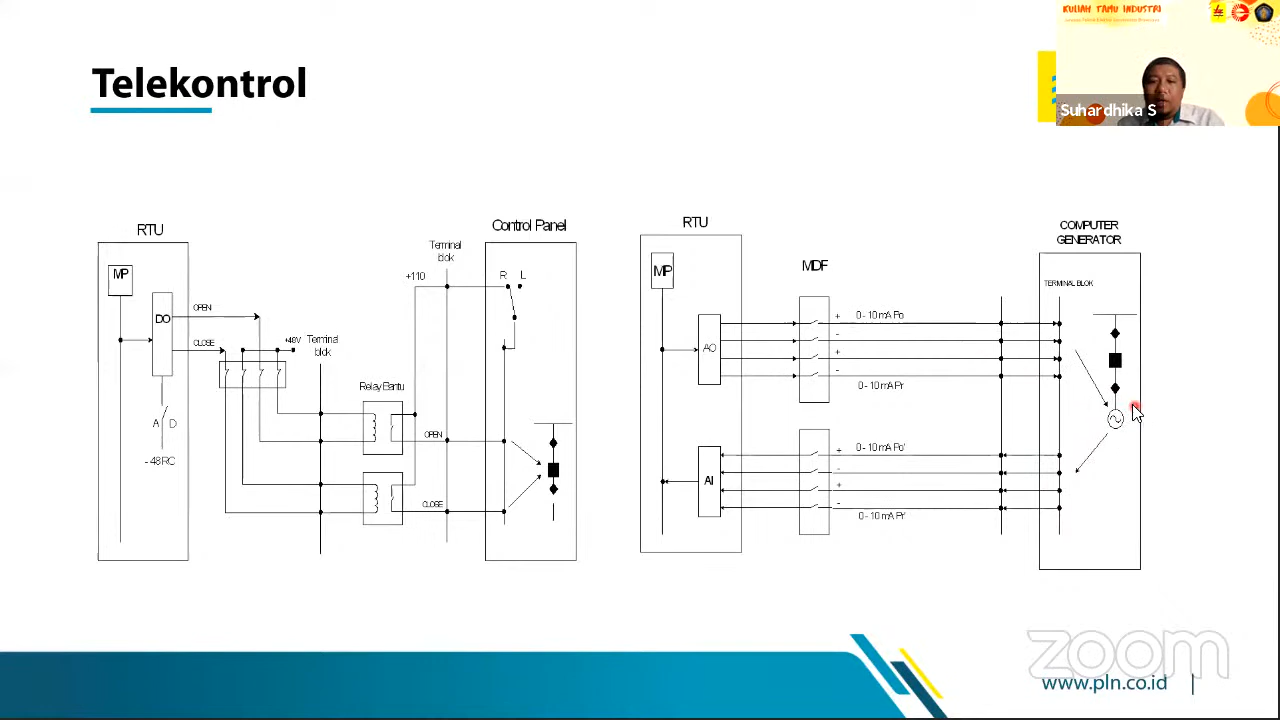 KULIAH TAMU INDUSTRI
Suhardhika S
Telekontrol
RTU
MP
DO
OPEN
CLOSE
A
D
- 48 RC
+48V
Terminal
blok
Relay Bantu
+110
Terminal
blok
OPEN
CLOSE
Control Panel
R
L
RTU
MP
AO
AI
MDF
+
0 - 10 mA Po
-
+
-
0 - 10 mA Pr
+
0 - 10 mA Po'
-
+
-
0 - 10 mA Pr'
COMPUTER
GENERATOR
TERMINAL BLOK
zoom
www.pln.co.id